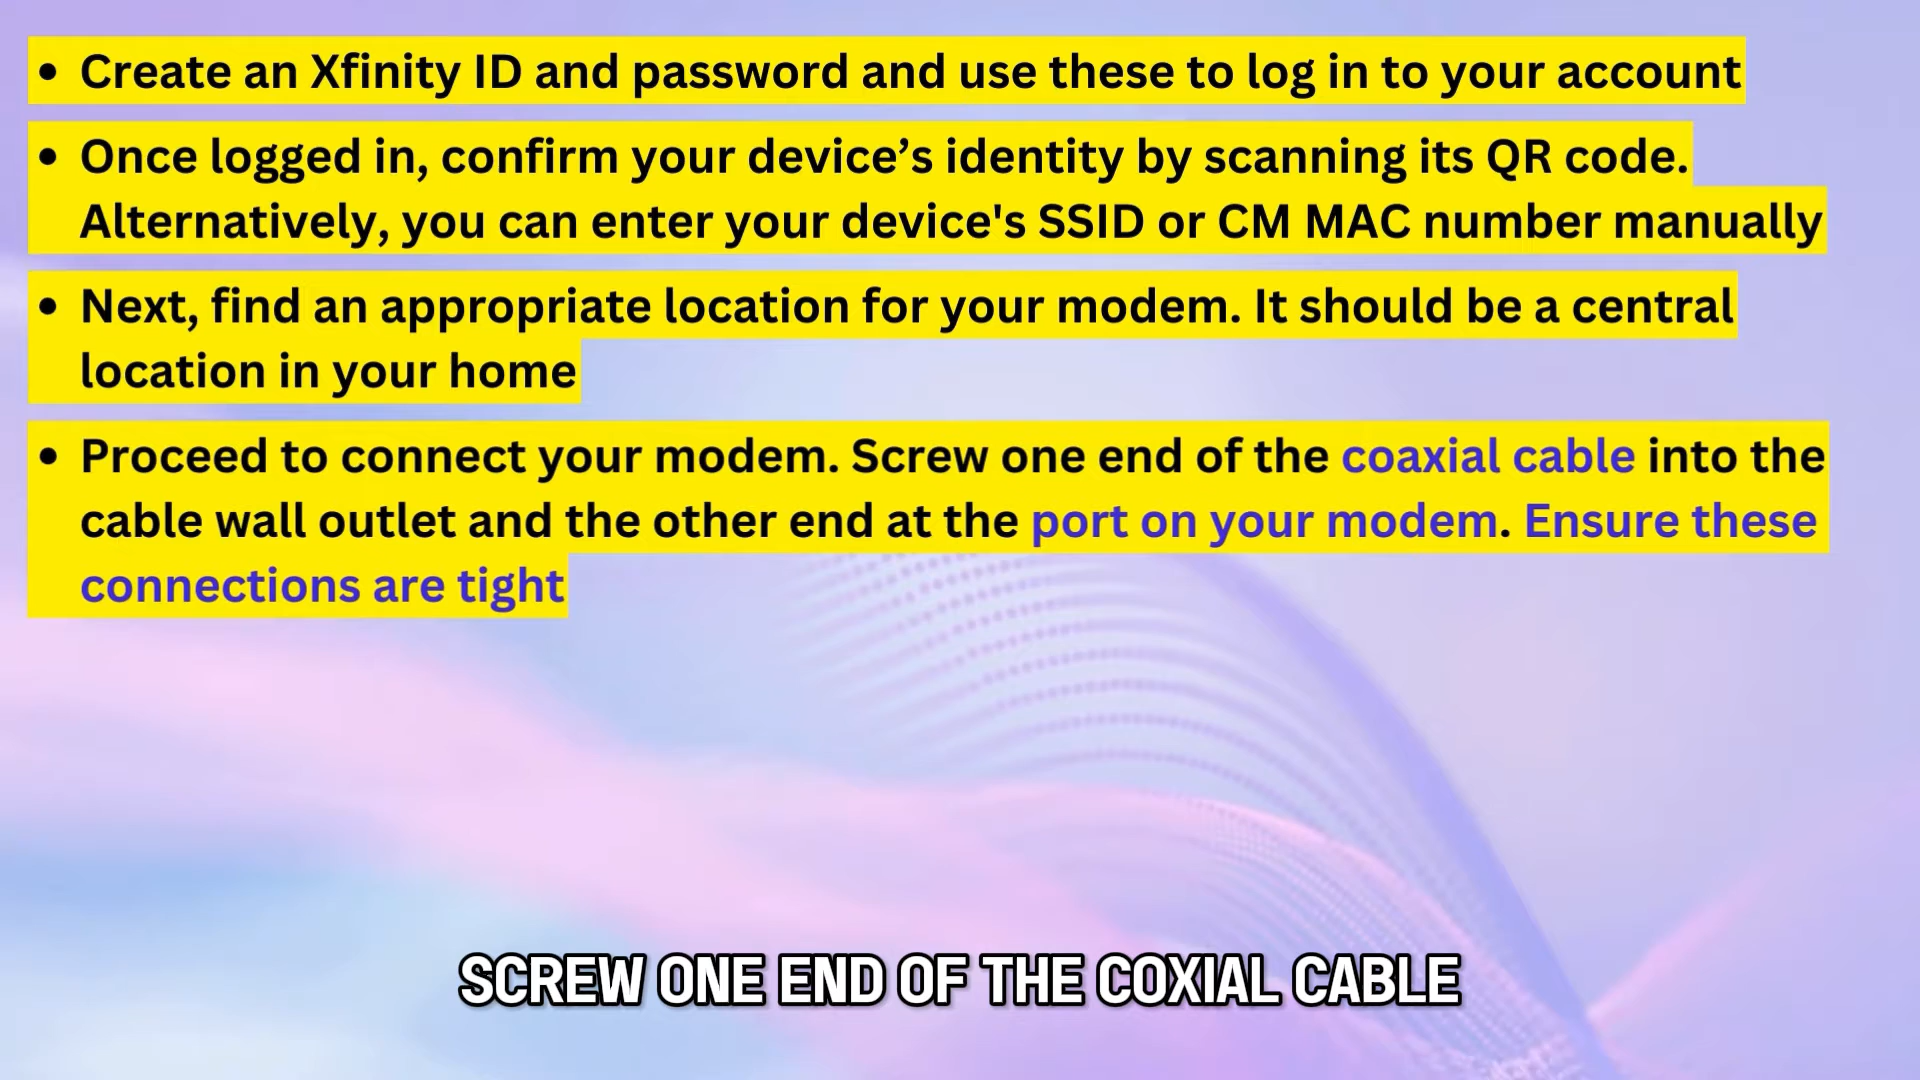 • Create an Xfinity ID and password and use these to log in to your account
• Once logged in, confirm your device’s identity by scanning its QR code.
Alternatively, you can enter your device's SSID or CM MAC number manually
• Next, find an appropriate location for your modem. It should be a central
location in your home
• Proceed to connect your modem. Screw one end of the coaxial cable into the
cable wall outlet and the other end at the port on your modem. Ensure these
connections are tight
SCREW ONE END OF THE COXIAL CABLE